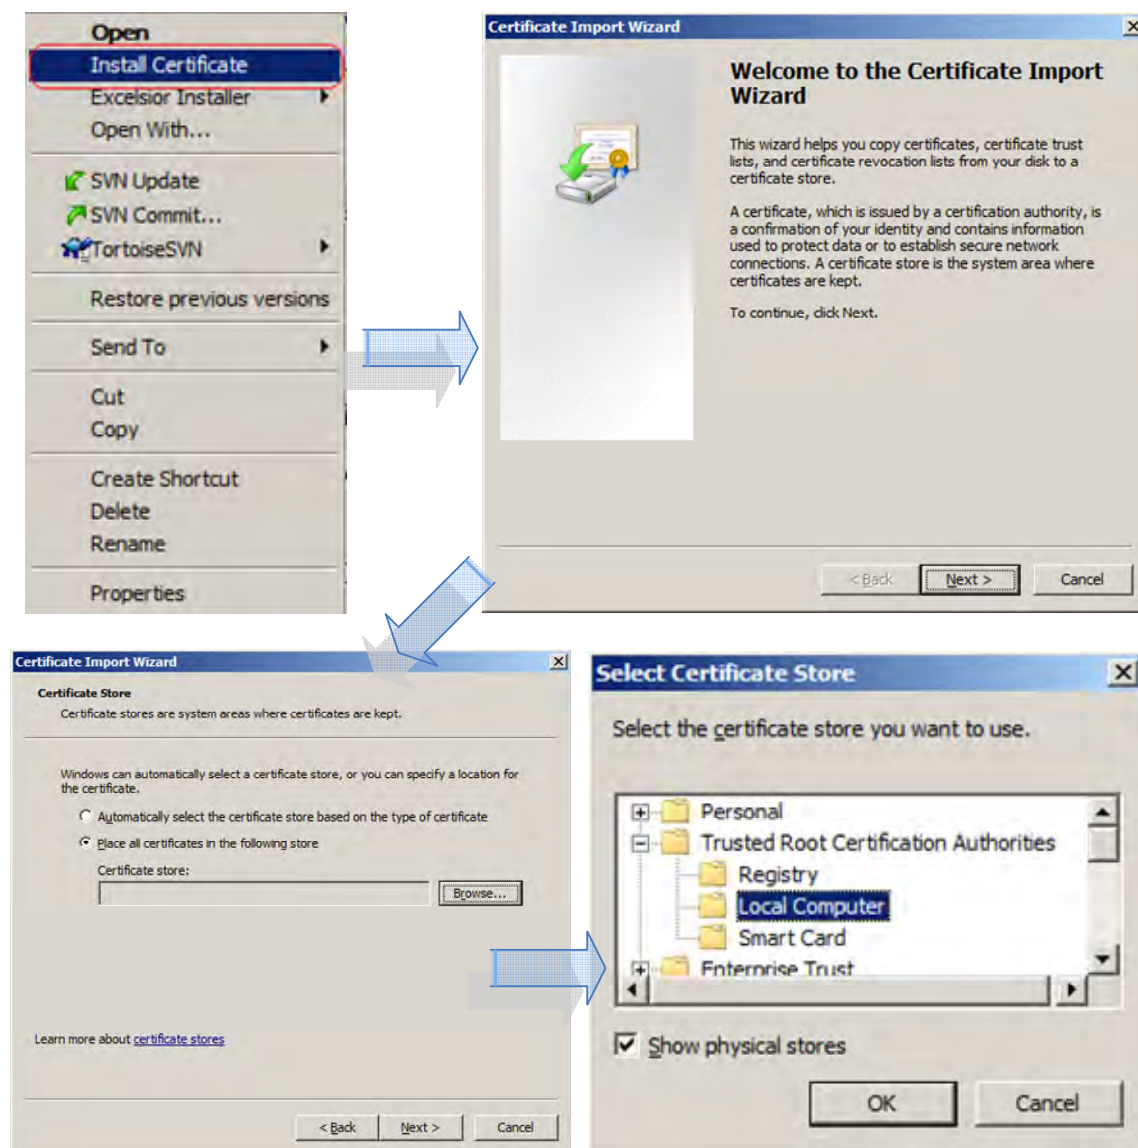 Open
Install Certificate
Excelsior Installer
Open With...
SVN Update
SVN Commit...
TortoiseSVN
Restore previous versions
Send To
Cut
Copy
Create Shortcut
Delete
Rename
Properties
Certificate Import Wizard
Welcome to the Certificate Import
Wizard
This wizard helps you copy certificates, certificate trust
lists, and certificate revocation lists from your disk to a
certificate store.
A certificate, which is issued by a certification authority, is
a confirmation of your identity and contains information
used to protect data or to establish secure network
connections. A certificate store is the system area where
certificates are kept.
To continue, click Next.
< Back
Next >
Cancel
Certificate Import Wizard
Certificate Store
Certificate stores are system areas where certificates are kept.
Windows can automatically select a certificate store, or you can specify a location for
the certificate.
Automatically select the certificate store based on the type of certificate
Place all certificates in the following store
Certificate store:
Browse...
Learn more about certificate stores
< Back
Next >
Cancel
Select Certificate Store
Select the certificate store you want to use.
Personal
Trusted Root Certification Authorities
Registry
Local Computer
Smart Card
Enterprise Trust
Show physical stores
OK
Cancel